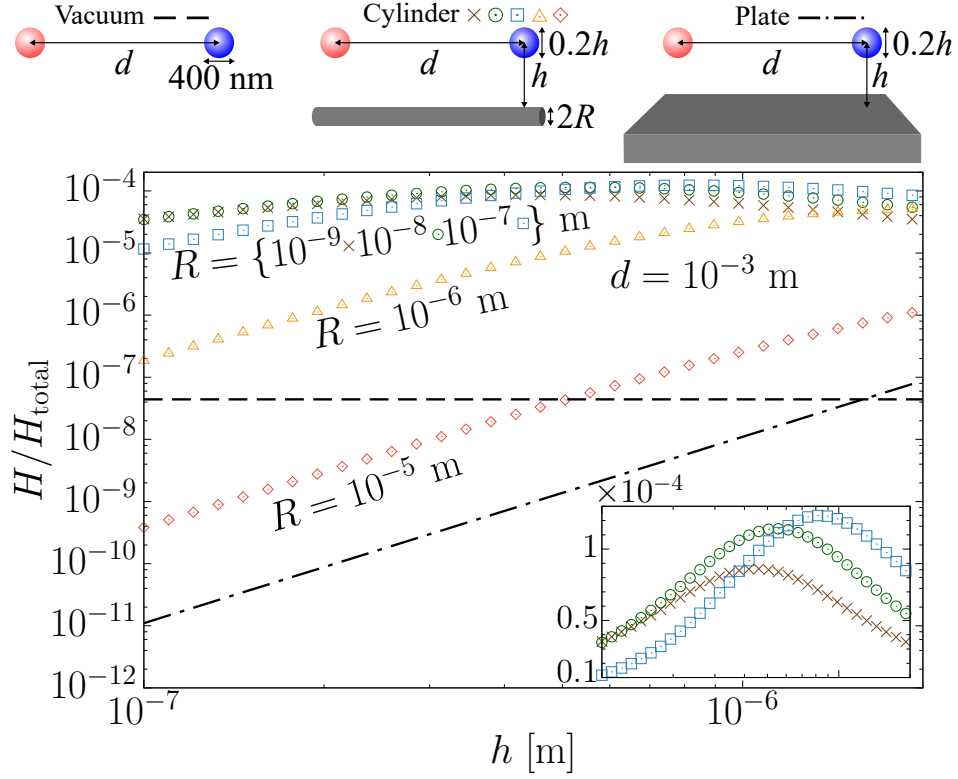 Vacuum
Cylinder
Plate
d
400 nm
d
h
0.2h
2R
d
h
0.2h
10⁻⁴
10⁻⁵
10⁻⁶
10⁻⁷
10⁻⁸
10⁻⁹
10⁻¹⁰
10⁻¹¹
10⁻¹²
H/H_total
R = {10⁻⁹ 10⁻⁸ 10⁻⁷} m
d = 10⁻³ m
R = 10⁻⁶ m
R = 10⁻⁵ m
×10⁻⁴
1
0.5
0.1
10⁻⁷
10⁻⁶
h [m]